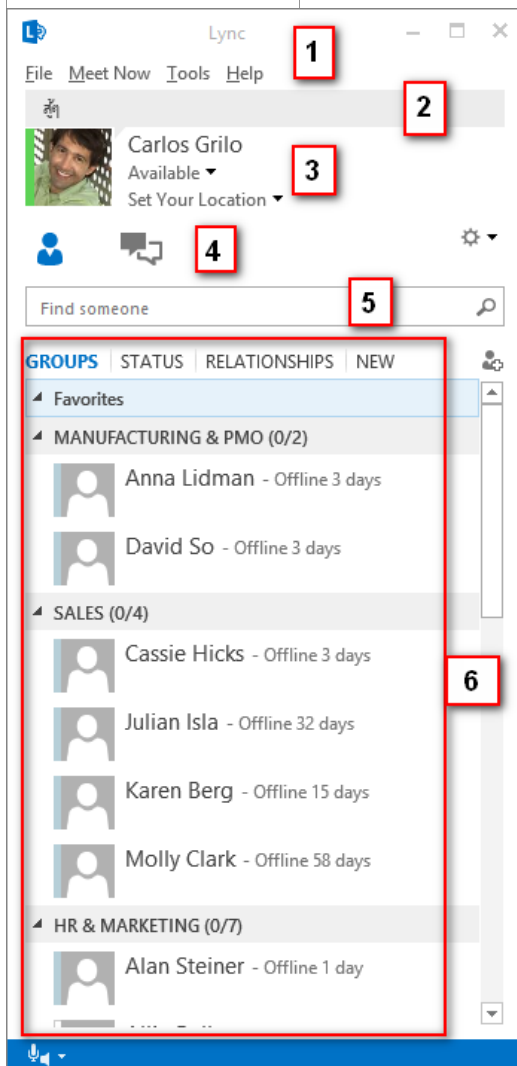 Lync
1
File Meet Now Tools Help
สู้ๆ
2
Carlos Grilo
Available
3
Set Your Location
4
Find someone
5
GROUPS STATUS RELATIONSHIPS NEW
Favorites
MANUFACTURING & PMO (0/2)
Anna Lidman - Offline 3 days
David So - Offline 3 days
SALES (0/4)
Cassie Hicks - Offline 3 days
6
Julian Isla - Offline 32 days
Karen Berg - Offline 15 days
Molly Clark - Offline 58 days
HR & MARKETING (0/7)
Alan Steiner - Offline 1 day